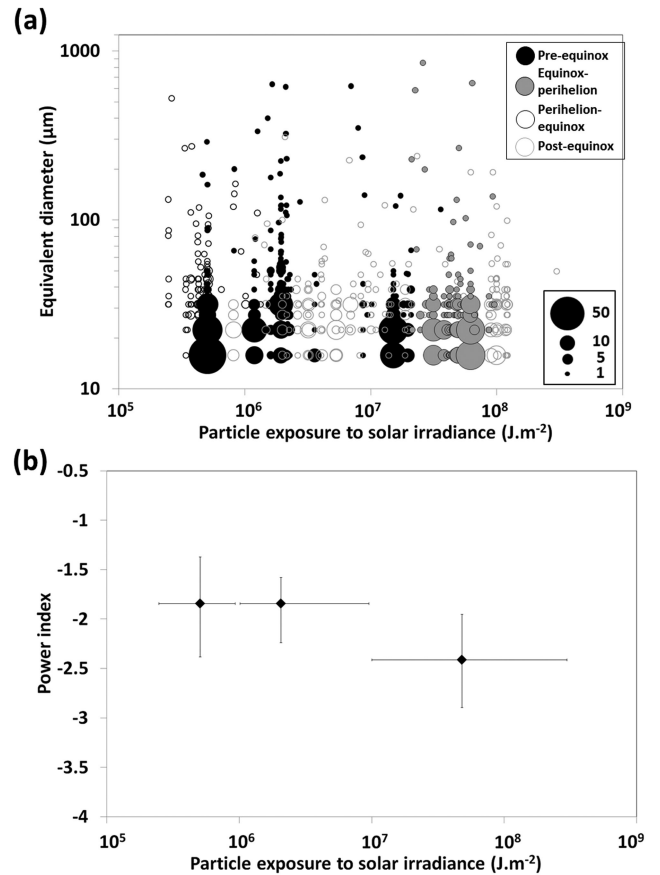 (a)
1000
100
10
Equivalent diameter (µm)
Pre-equinox
Equinox-
perihelion
Perihelion-
equinox
Post-equinox
50
10
5
1
10⁵ 10⁶ 10⁷ 10⁸ 10⁹
Particle exposure to solar irradiance (J.m⁻²)
(b)
-0.5
-1
-1.5
-2
-2.5
-3
-3.5
-4
Power index
10⁵ 10⁶ 10⁷ 10⁸ 10⁹
Particle exposure to solar irradiance (J.m⁻²)